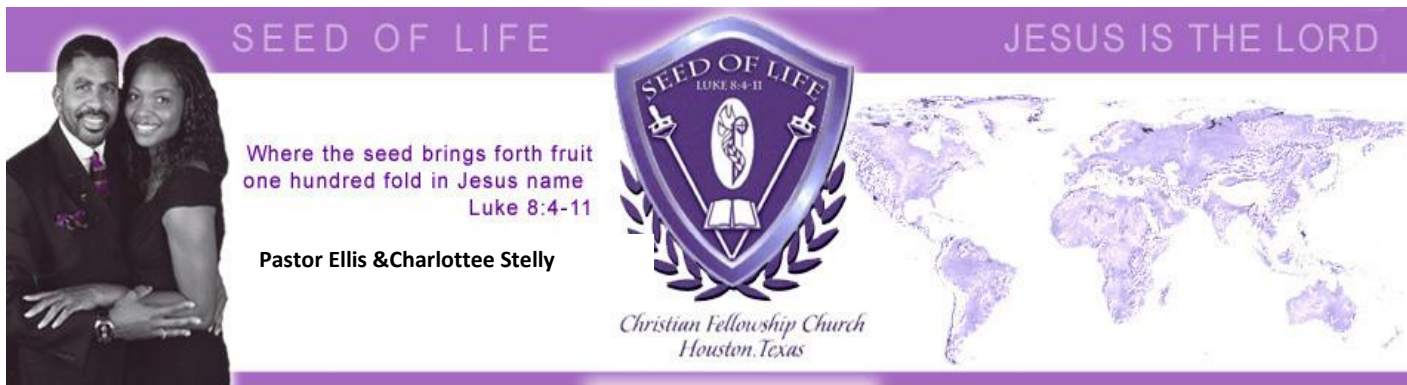 SEED OF LIFE
JESUS IS THE LORD
SEED OF LIFE
LUKE 8:4-11
Where the seed brings forth fruit
one hundred fold in Jesus name
Luke 8:4-11
Pastor Ellis &Charlottee Stelly
Christian Fellowship Church
Houston,Texas